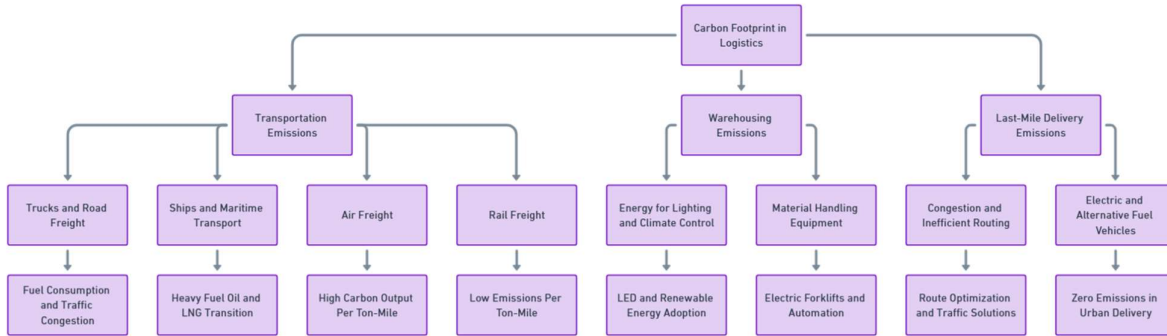 Carbon Footprint in
Logistics
Transportation
Emissions
Warehousing
Emissions
Last-Mile Delivery
Emissions
Trucks and Road
Freight
Ships and Maritime
Transport
Air Freight
Rail Freight
Energy for Lighting
and Climate Control
Material Handling
Equipment
Congestion and
Inefficient Routing
Electric and
Alternative Fuel
Vehicles
Fuel Consumption
and Traffic
Congestion
Heavy Fuel Oil and
LNG Transition
High Carbon Output
Per Ton-Mile
Low Emissions Per
Ton-Mile
LED and Renewable
Energy Adoption
Electric Forklifts and
Automation
Route Optimization
and Traffic Solutions
Zero Emissions in
Urban Delivery